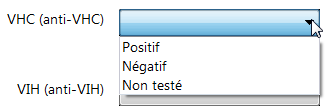 VHC (anti-VHC)
Positif
Négatif
Non testé
VIH (anti-VIH)